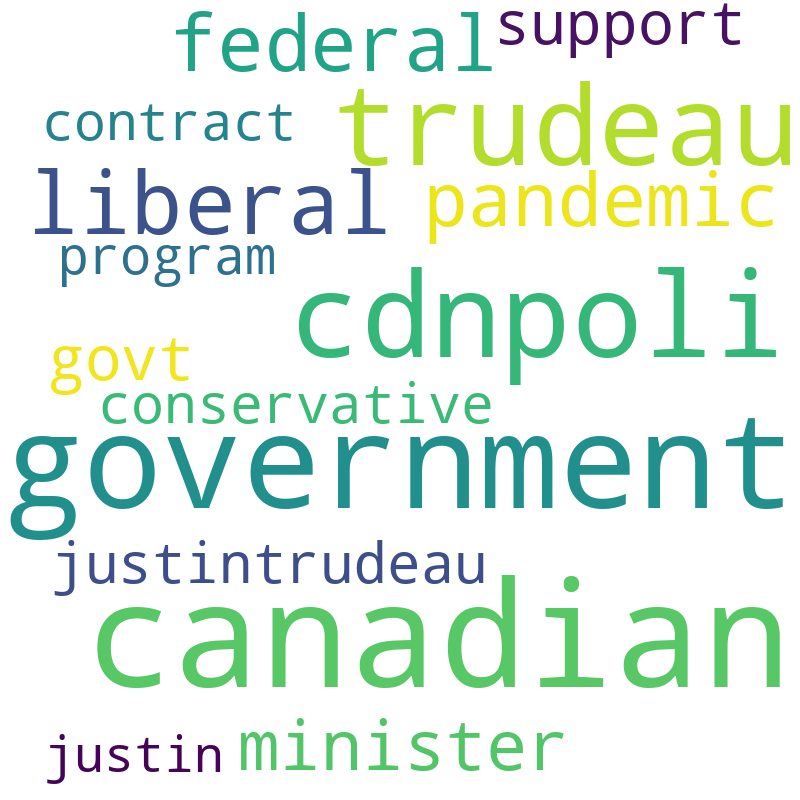 federal support
contract trudeau
liberal pandemic
program
cdnpoli
govt
conservative
government
justintrudeau
canadian
justin minister